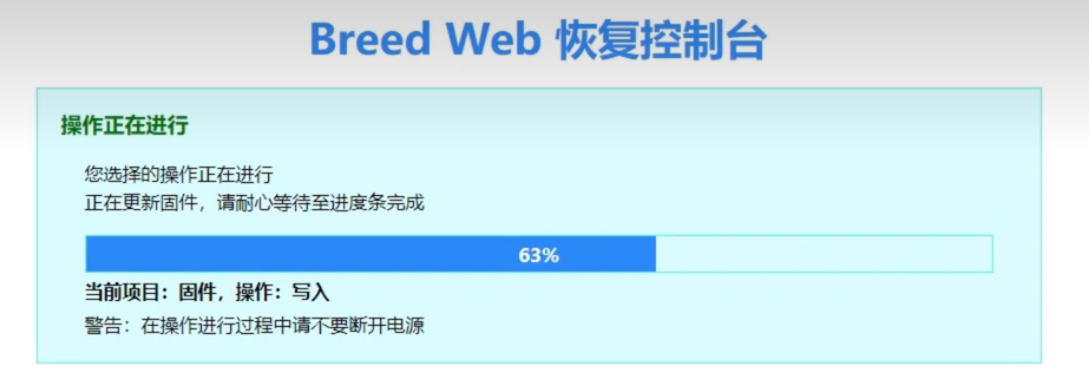 Breed Web 恢复控制台
操作正在进行
您选择的操作正在进行
正在更新固件，请耐心等待至进度条完成
63%
当前项目：固件，操作：写入
警告：在操作进行过程中请不要断开电源